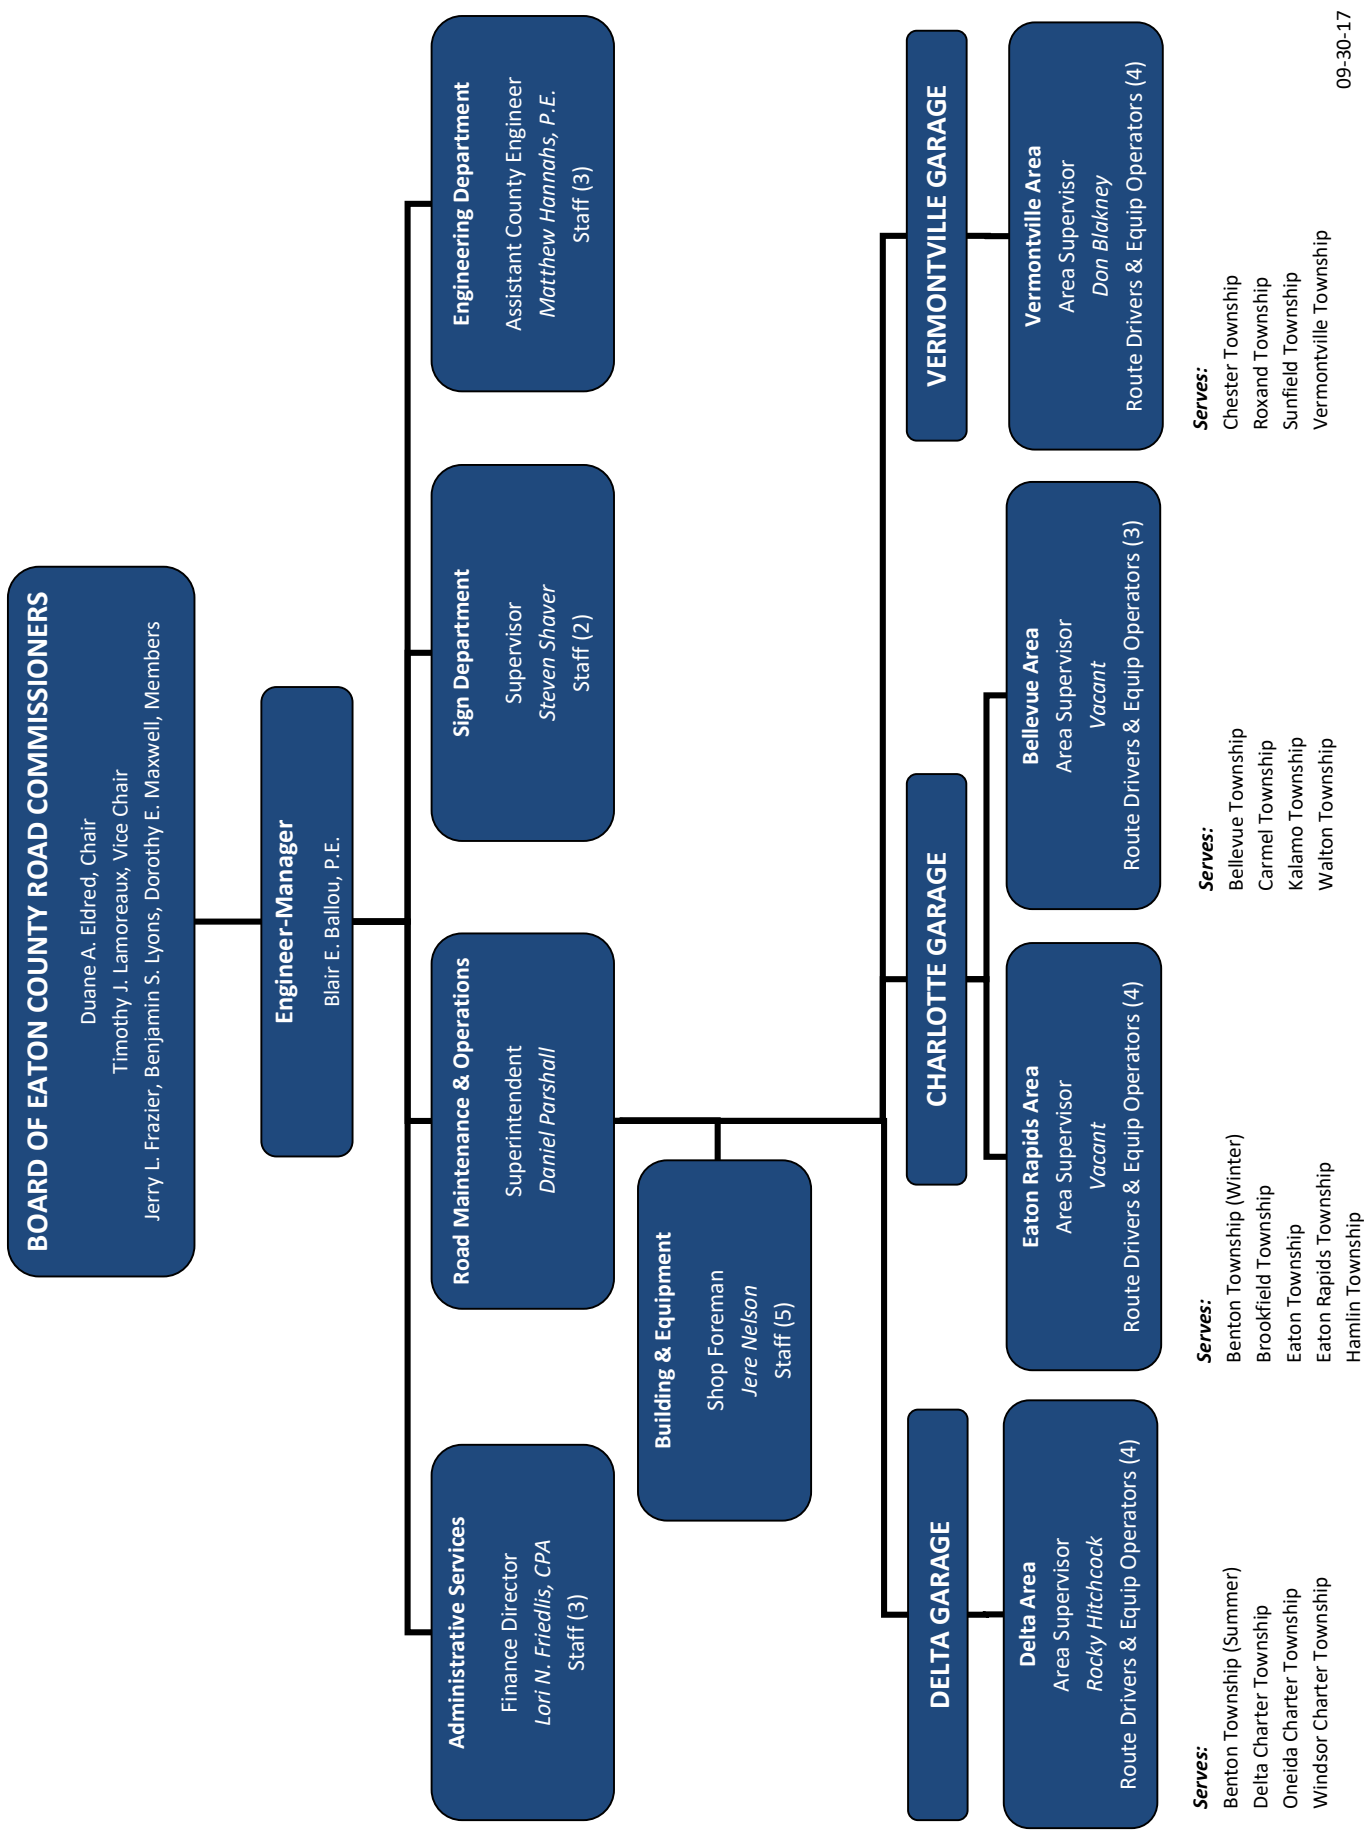 BOARD OF EATON COUNTY ROAD COMMISSIONERS
Duane A. Eldred, Chair
Timothy J. Lamoreaux, Vice Chair
Jerry L. Frazier, Benjamin S. Lyons, Dorothy E. Maxwell, Members
Engineer-Manager
Blair E. Ballou, P.E.
Administrative Services
Finance Director
Lori N. Friedlis, CPA
Staff (3)
Road Maintenance & Operations
Superintendent
Daniel Parshall
Sign Department
Supervisor
Steven Shaver
Staff (2)
Engineering Department
Assistant County Engineer
Matthew Hannahs, P.E.
Staff (3)
Building & Equipment
Shop Foreman
Jere Nelson
Staff (5)
DELTA GARAGE
Delta Area
Area Supervisor
Rocky Hitchcock
Route Drivers & Equip Operators (4)
Serves:
Benton Township (Summer)
Delta Charter Township
Oneida Charter Township
Windsor Charter Township
CHARLOTTE GARAGE
Eaton Rapids Area
Area Supervisor
Vacant
Route Drivers & Equip Operators (4)
Serves:
Benton Township (Winter)
Brookfield Township
Eaton Township
Eaton Rapids Township
Hamlin Township
Bellevue Area
Area Supervisor
Vacant
Route Drivers & Equip Operators (3)
Serves:
Bellevue Township
Carmel Township
Kalamo Township
Walton Township
VERMONTVILLE GARAGE
Vermontville Area
Area Supervisor
Don Blakney
Route Drivers & Equip Operators (4)
Serves:
Chester Township
Roxand Township
Sunfield Township
Vermontville Township
09-30-17